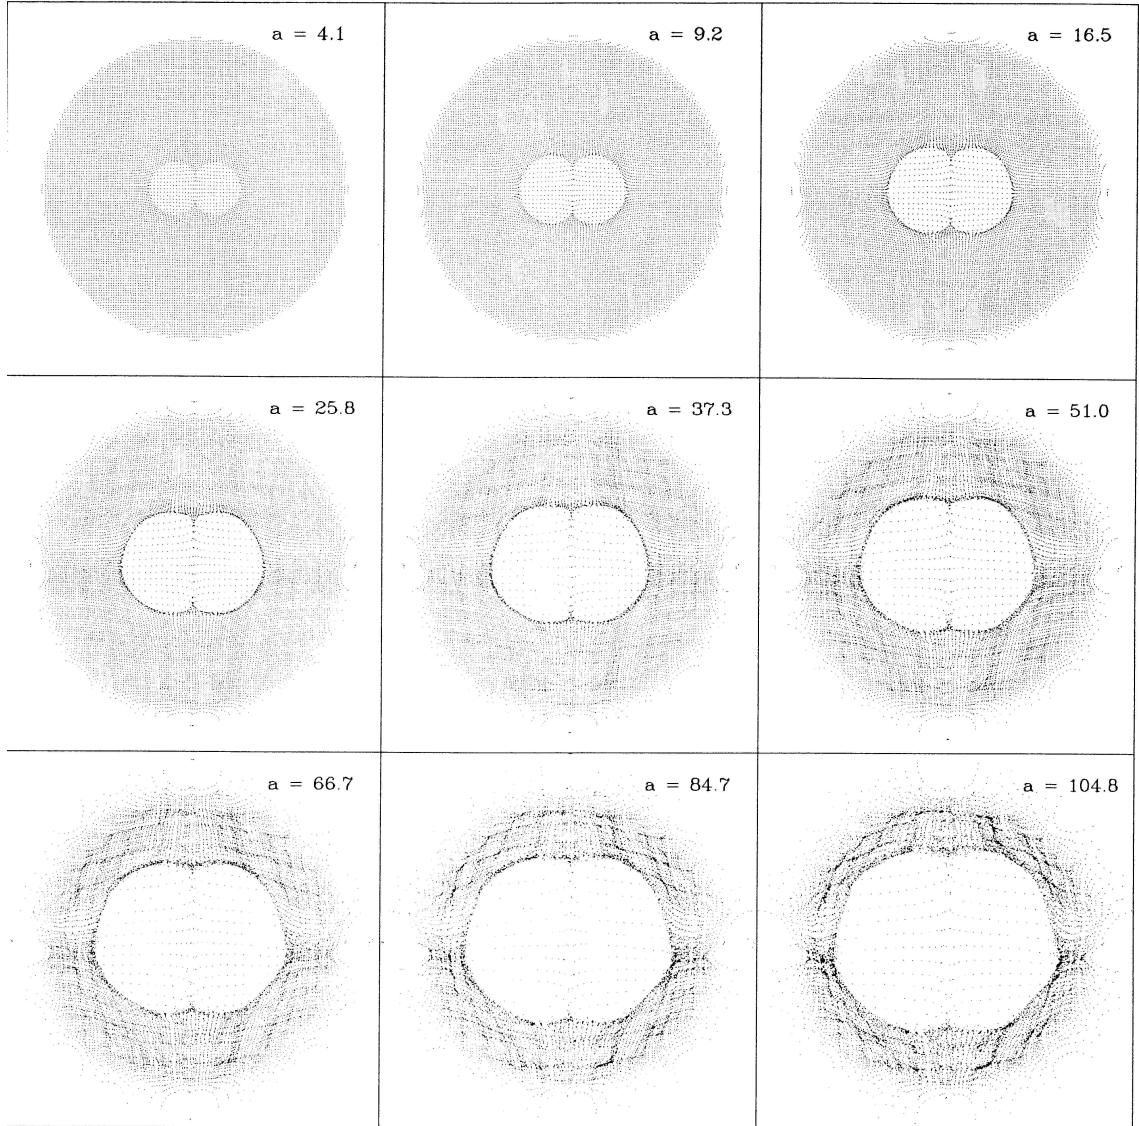 a = 4.1
a = 9.2
a = 16.5
a = 25.8
a = 37.3
a = 51.0
a = 66.7
a = 84.7
a = 104.8